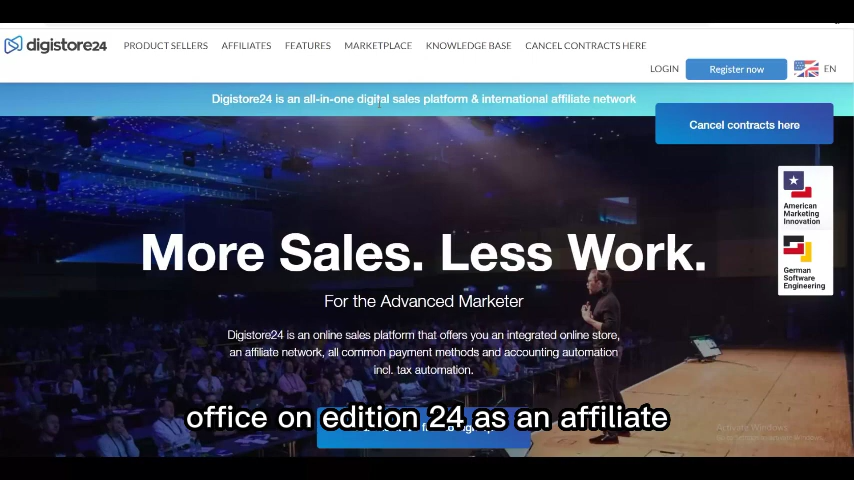 digistore24
PRODUCT SELLERS AFFILIATES FEATURES MARKETPLACE KNOWLEDGE BASE CANCEL CONTRACTS HERE
LOGIN Register now EN
Digistore24 is an all-in-one digital sales platform & international affiliate network
Cancel contracts here
American
Marketing
Innovation
German
Software
Engineering
More Sales. Less Work.
For the Advanced Marketer
Digistore24 is an online sales platform that offers you an integrated online store,
an affiliate network, all common payment methods and accounting automation
incl. tax automation.
office on edition 24 as an affiliate
Activate Windows